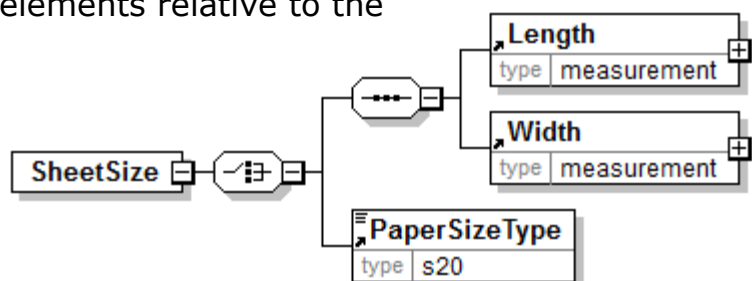 elements relative to the
Length
type measurement
Width
type measurement
SheetSize
PaperSizeType
type s20